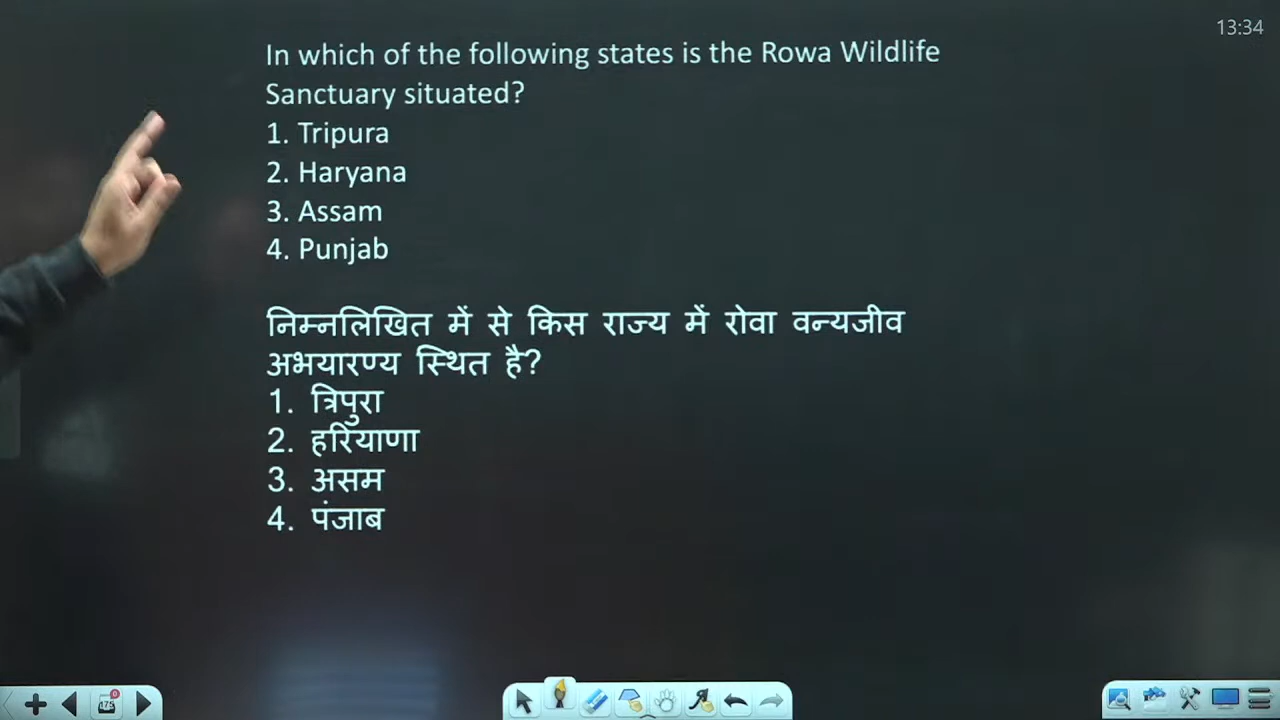 13:34
In which of the following states is the Rowa Wildlife
Sanctuary situated?
1. Tripura
2. Haryana
3. Assam
4. Punjab
निम्नलिखित में से किस राज्य में रोवा वन्यजीव
अभयारण्य स्थित है?
1. त्रिपुरा
2. हरियाणा
3. असम
4. पंजाब